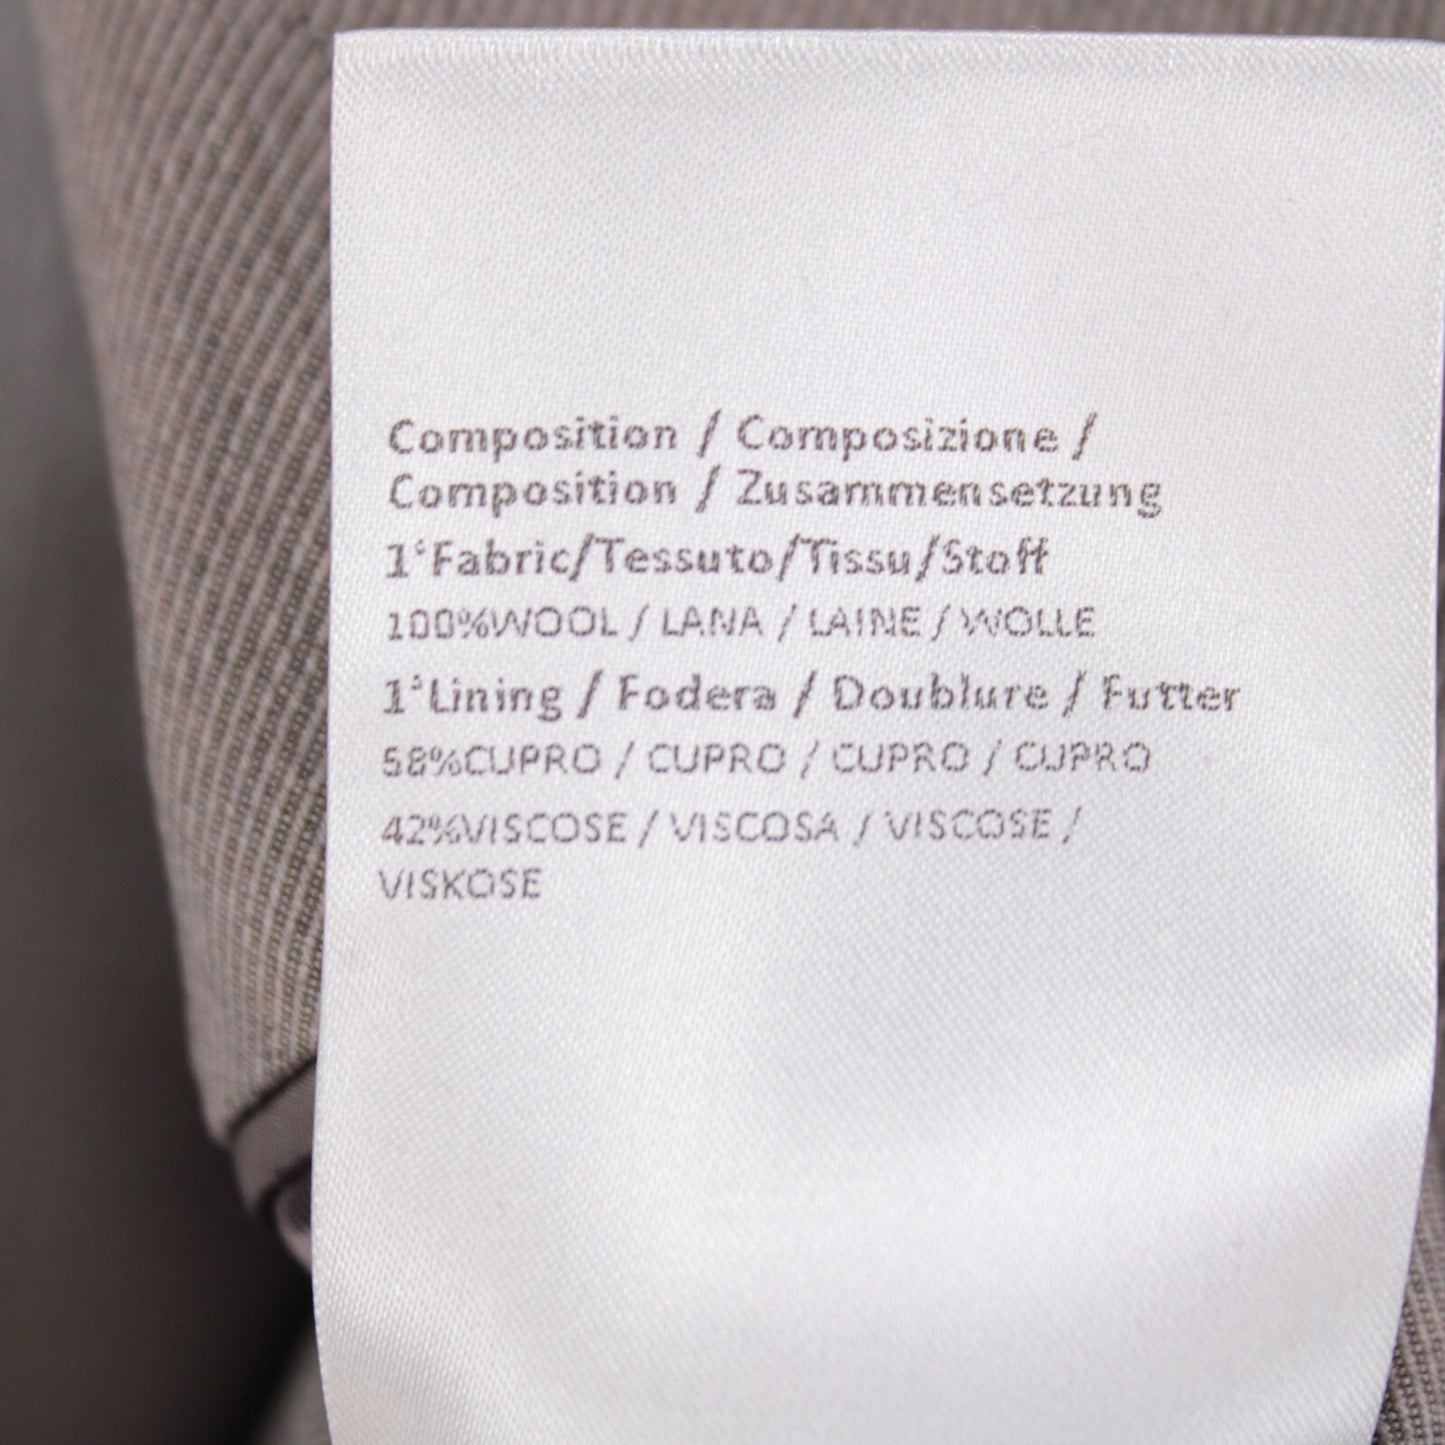 Composition / Composizione /
Composition / Zusammensetzung
1°Fabric/Tessuto/Tissu/Stoff
100%WOOL / LANA / LAINE / WOLLE
1°Lining / Fodera / Doublure / Futter
58%CUPRO / CUPRO / CUPRO / CUPRO
42%VISCOSE / VISCOSA / VISCOSE /
VISKOSE